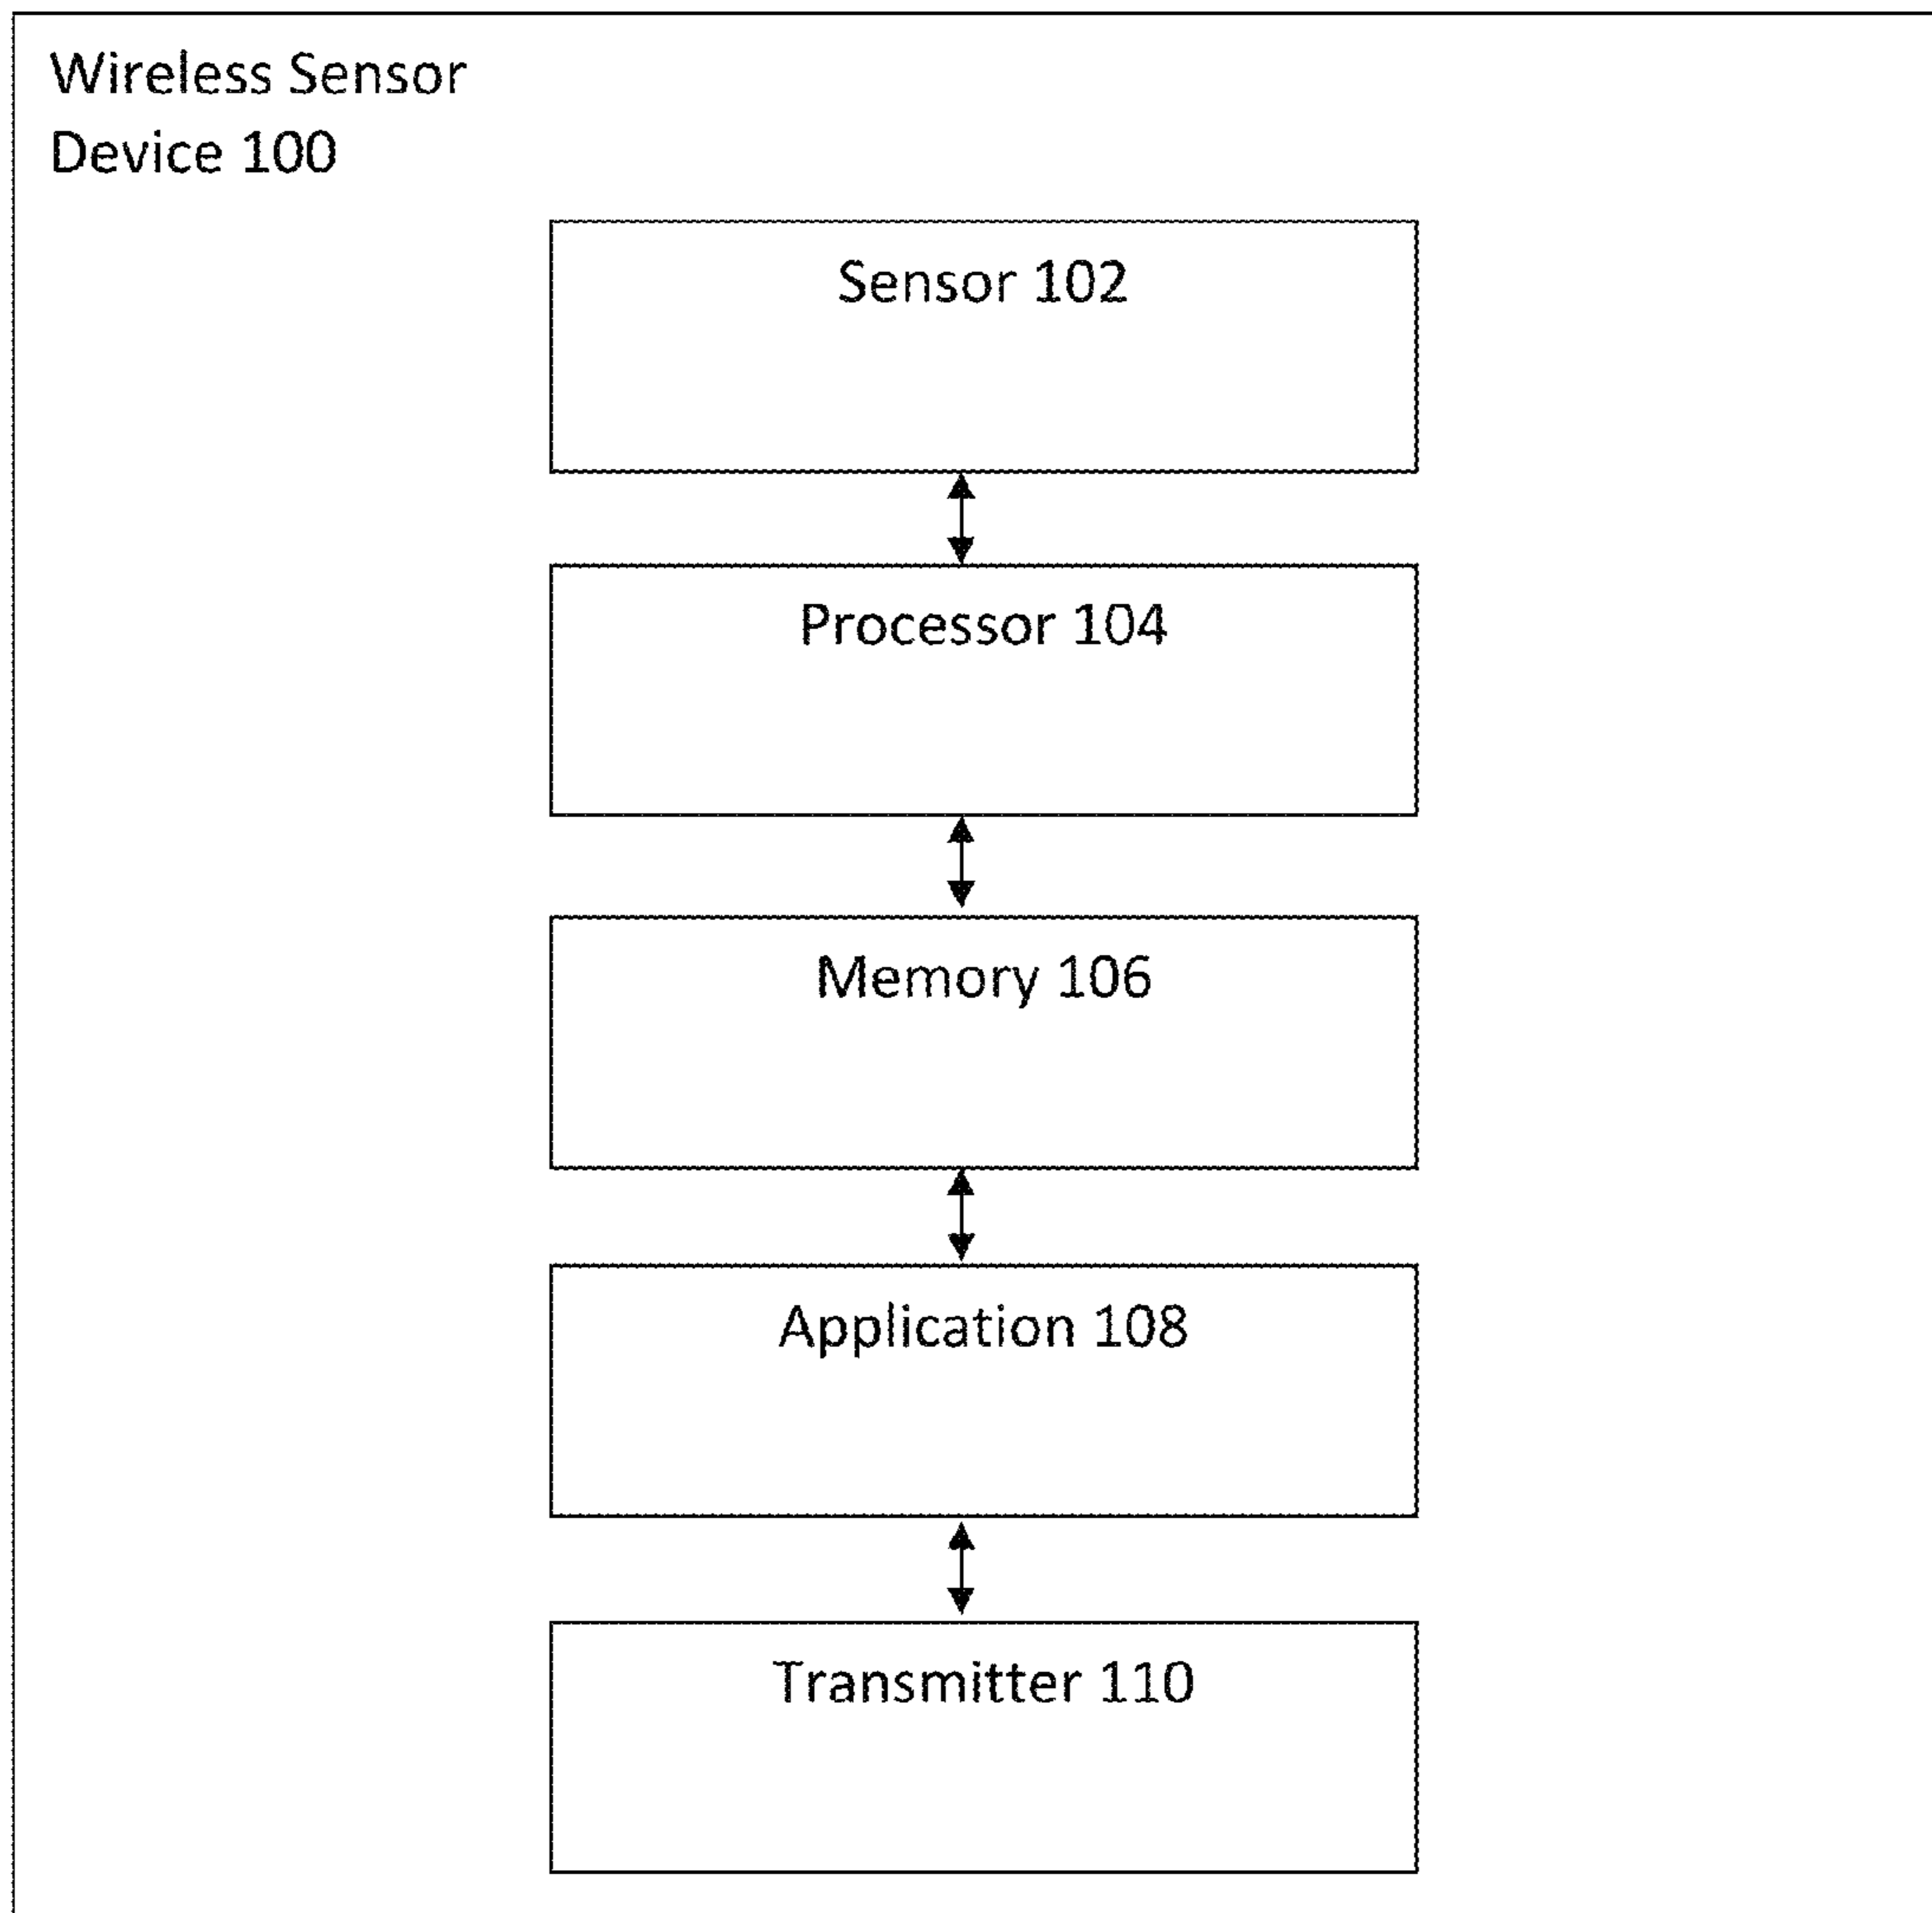 Wireless Sensor
Device 100
Sensor 102
Processor 104
Memory 106
Application 108
Transmitter 110